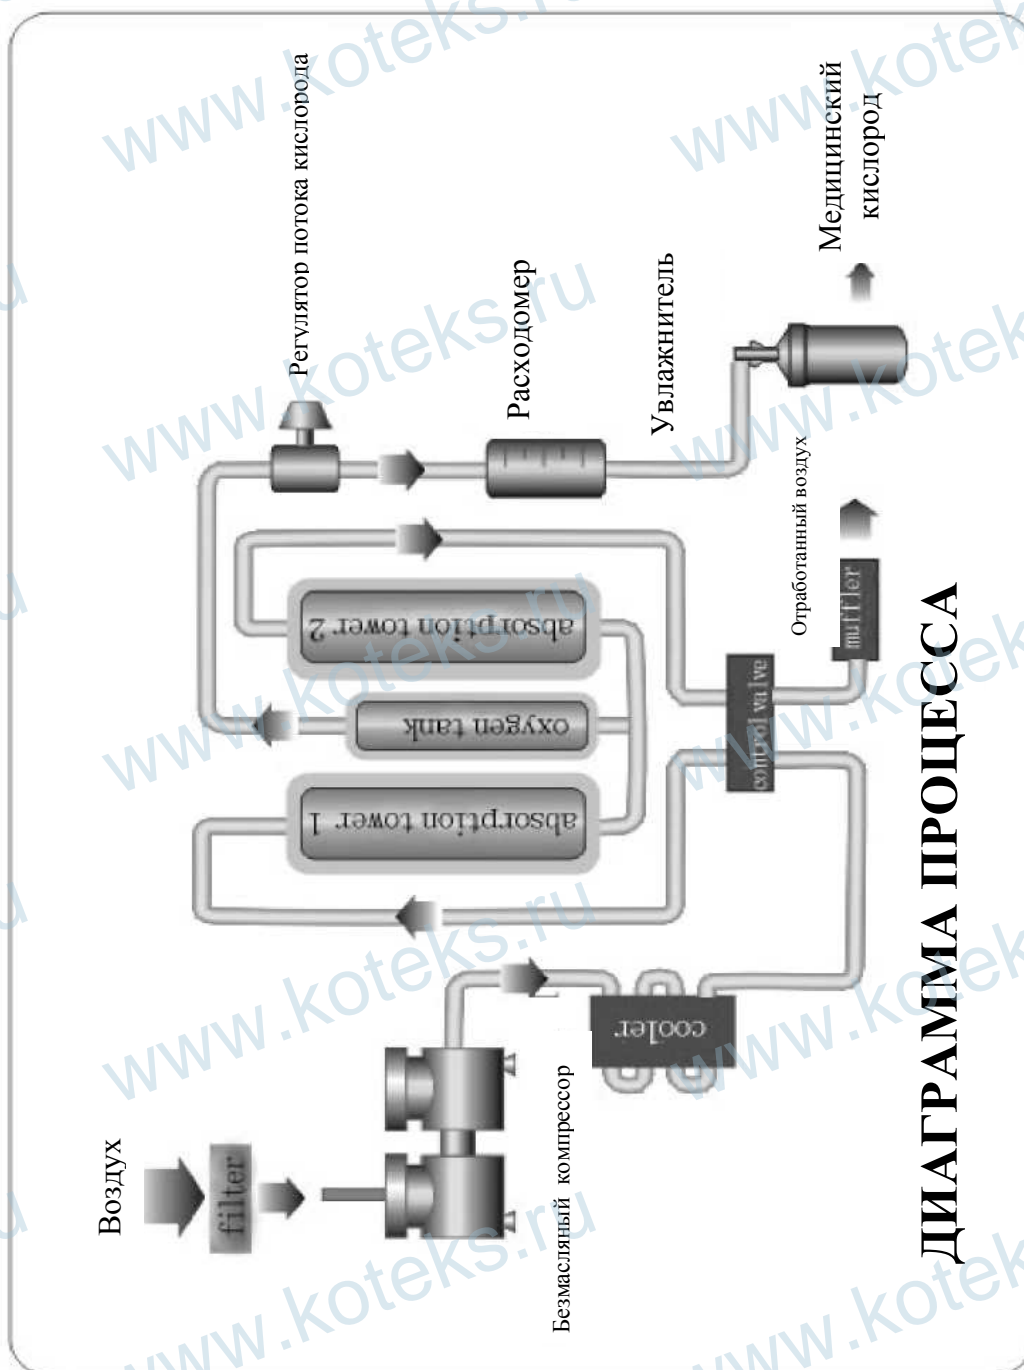 Воздух
filter
Безмасляный компрессор
cooler
absorption tower 1
oxygen tank
absorption tower 2
control valve
muffler
Отработанный воздух
Регулятор потока кислорода
Расходомер
Увлажнитель
Медицинский
кислород
ДИАГРАММА ПРОЦЕССА
www.koteks.ru